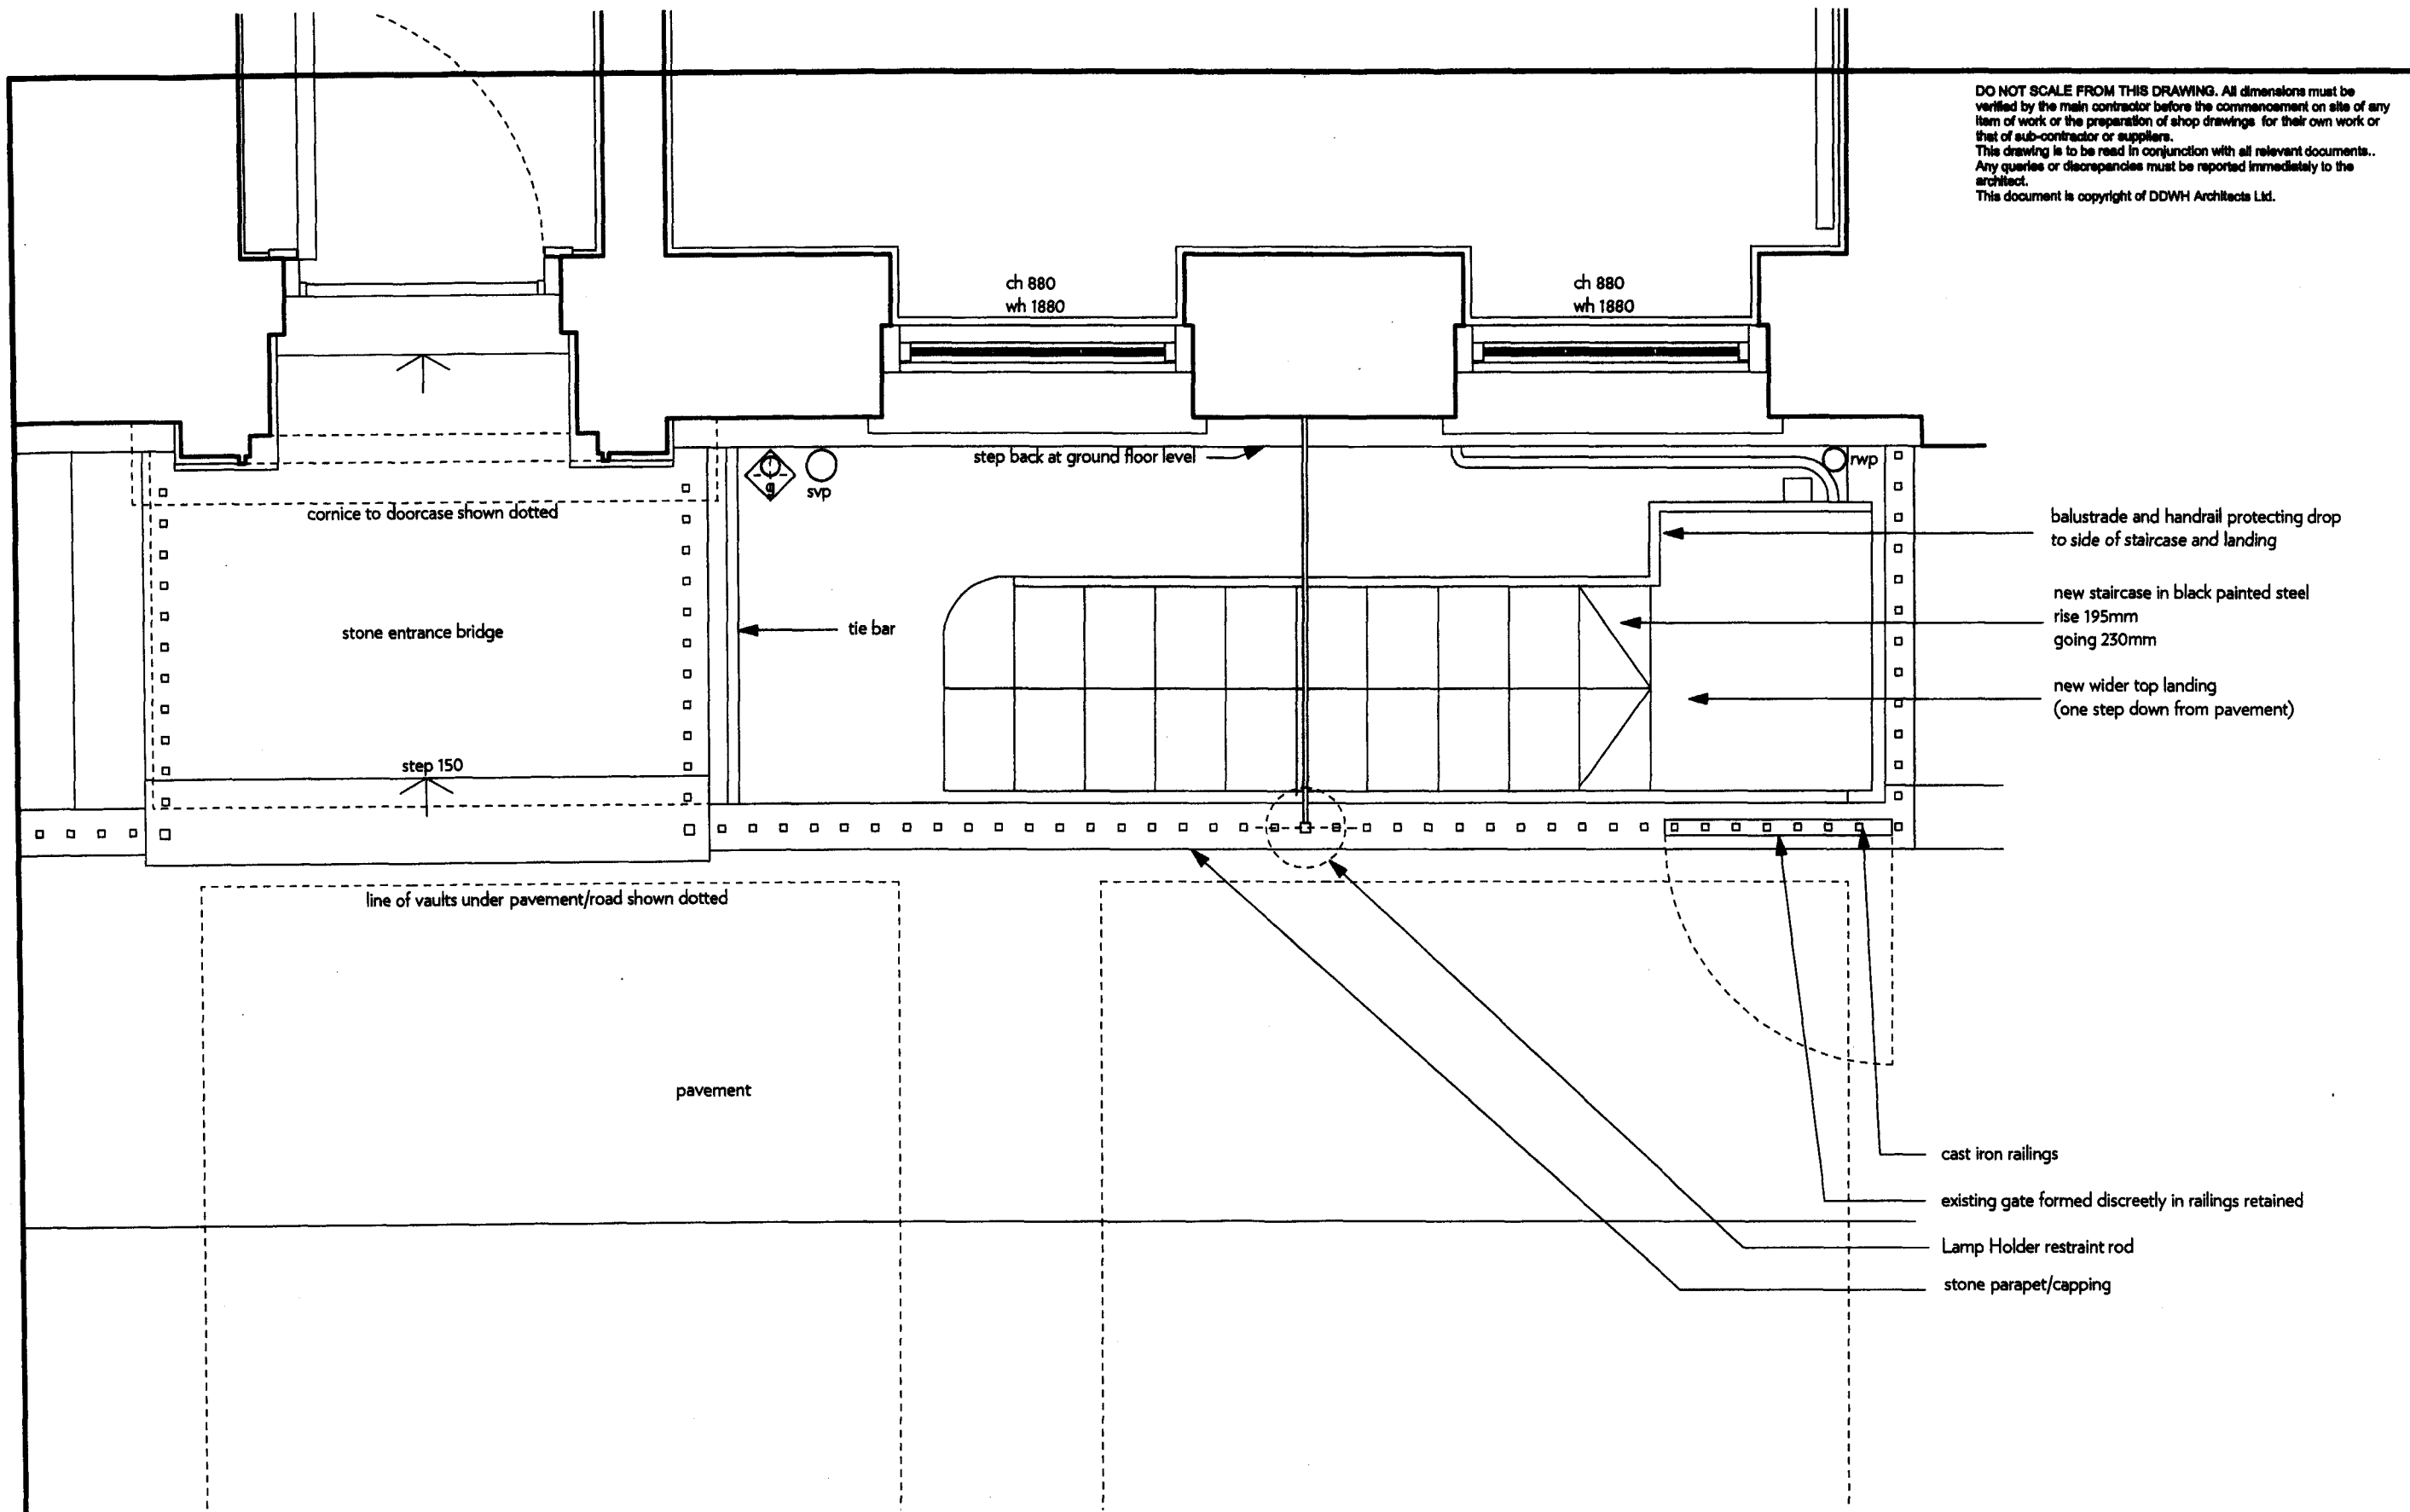 DO NOT SCALE FROM THIS DRAWING. All dimensions must be
verified by the main contractor before the commencement on site of any
item of work or the preparation of shop drawings for their own work or
that of sub-contractor or suppliers.
This drawing is to be read in conjunction with all relevant documents..
Any queries or discrepancies must be reported immediately to the
architect.
This document is copyright of DDWH Architects Ltd.
ch 880
wh 1880
ch 880
wh 1880
step back at ground floor level
rwp
g
svp
cornice to doorcase shown dotted
balustrade and handrail protecting drop
to side of staircase and landing
new staircase in black painted steel
rise 195mm
going 230mm
stone entrance bridge
tie bar
new wider top landing
(one step down from pavement)
step 150
line of vaults under pavement/road shown dotted
pavement
cast iron railings
existing gate formed discreetly in railings retained
Lamp Holder restraint rod
stone parapet/capping